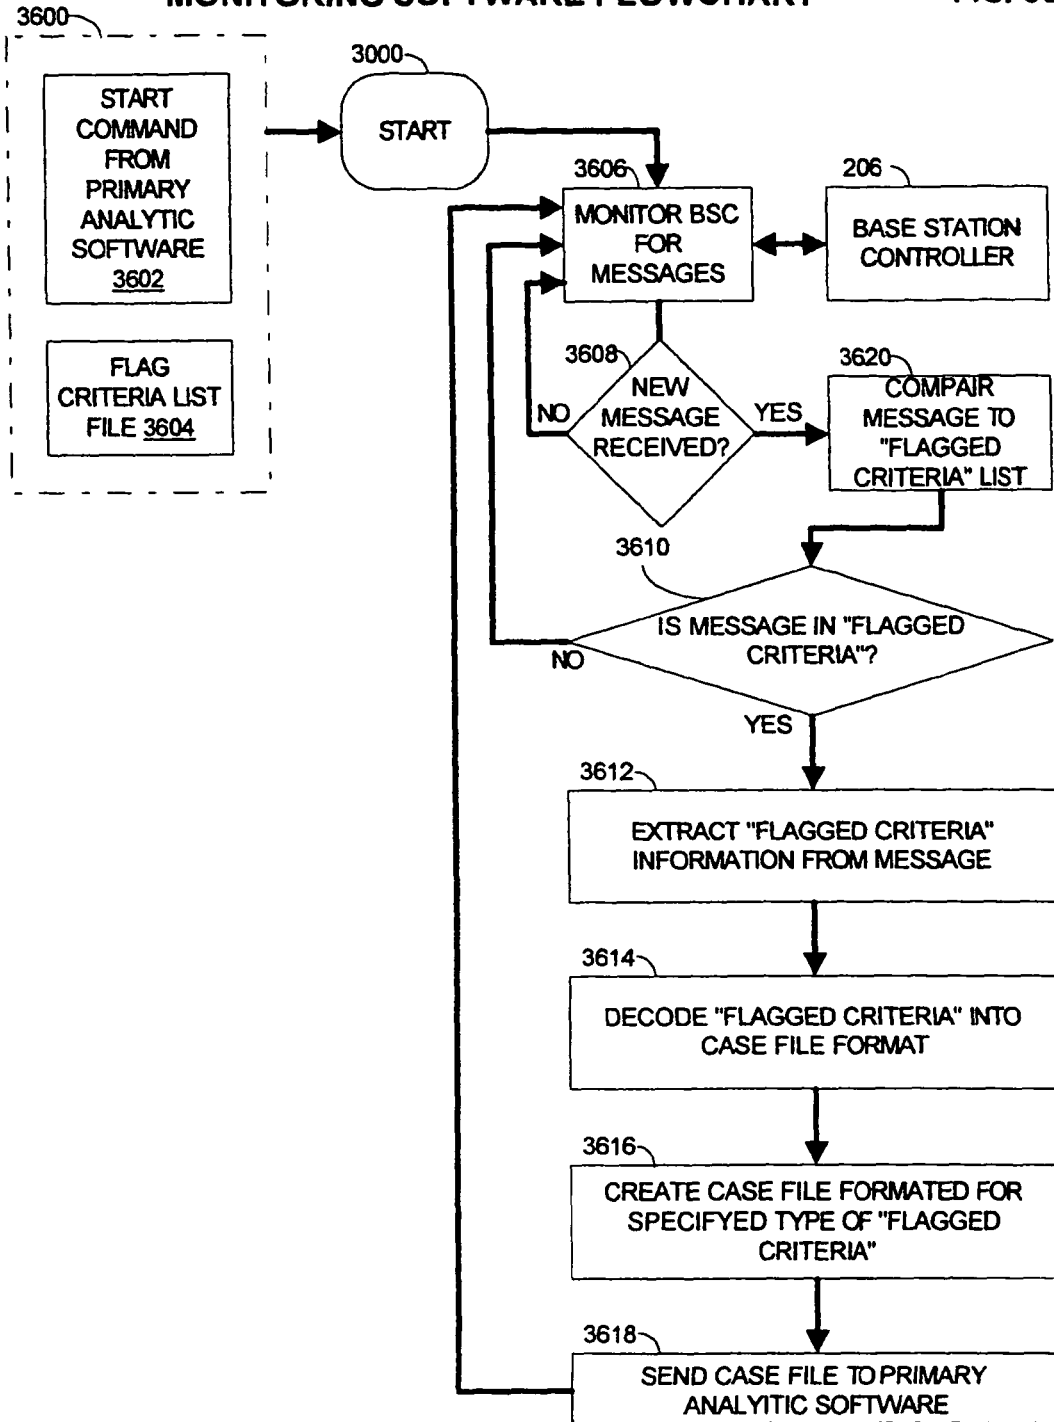 MONITORING SOFTWARE FLOWCHART
3600
3000
START
COMMAND
FROM
PRIMARY
ANALYTIC
SOFTWARE
3602
START
3606
MONITOR BSC
FOR
MESSAGES
206
BASE STATION
CONTROLLER
FLAG
CRITERIA LIST
FILE 3604
3608
NEW
MESSAGE
RECEIVED?
NO
YES
3620
COMPAIR
MESSAGE TO
"FLAGGED
CRITERIA" LIST
3610
IS MESSAGE IN "FLAGGED
CRITERIA"?
NO
YES
3612
EXTRACT "FLAGGED CRITERIA"
INFORMATION FROM MESSAGE
3614
DECODE "FLAGGED CRITERIA" INTO
CASE FILE FORMAT
3616
CREATE CASE FILE FORMATED FOR
SPECIFYED TYPE OF "FLAGGED
CRITERIA"
3618
SEND CASE FILE TO PRIMARY
ANALYITIC SOFTWARE